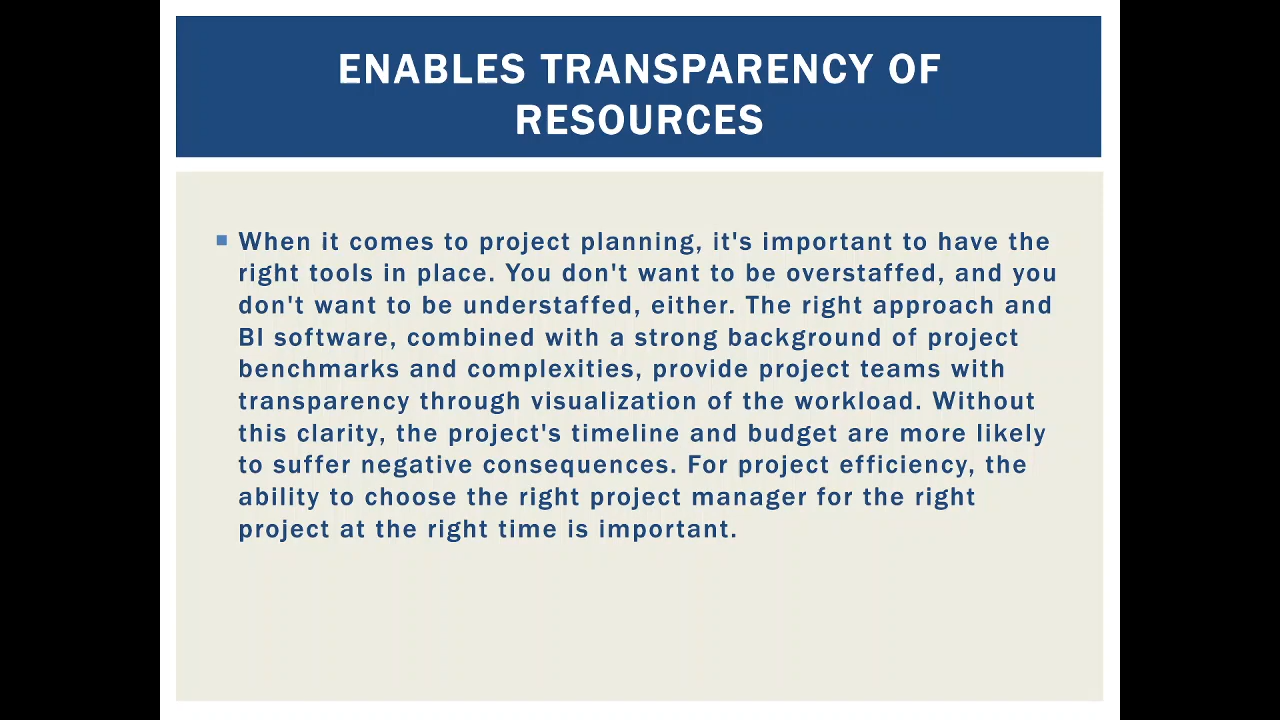 ENABLES TRANSPARENCY OF
RESOURCES
When it comes to project planning, it's important to have the
right tools in place. You don't want to be overstaffed, and you
don't want to be understaffed, either. The right approach and
BI software, combined with a strong background of project
benchmarks and complexities, provide project teams with
transparency through visualization of the workload. Without
this clarity, the project's timeline and budget are more likely
to suffer negative consequences. For project efficiency, the
ability to choose the right project manager for the right
project at the right time is important.